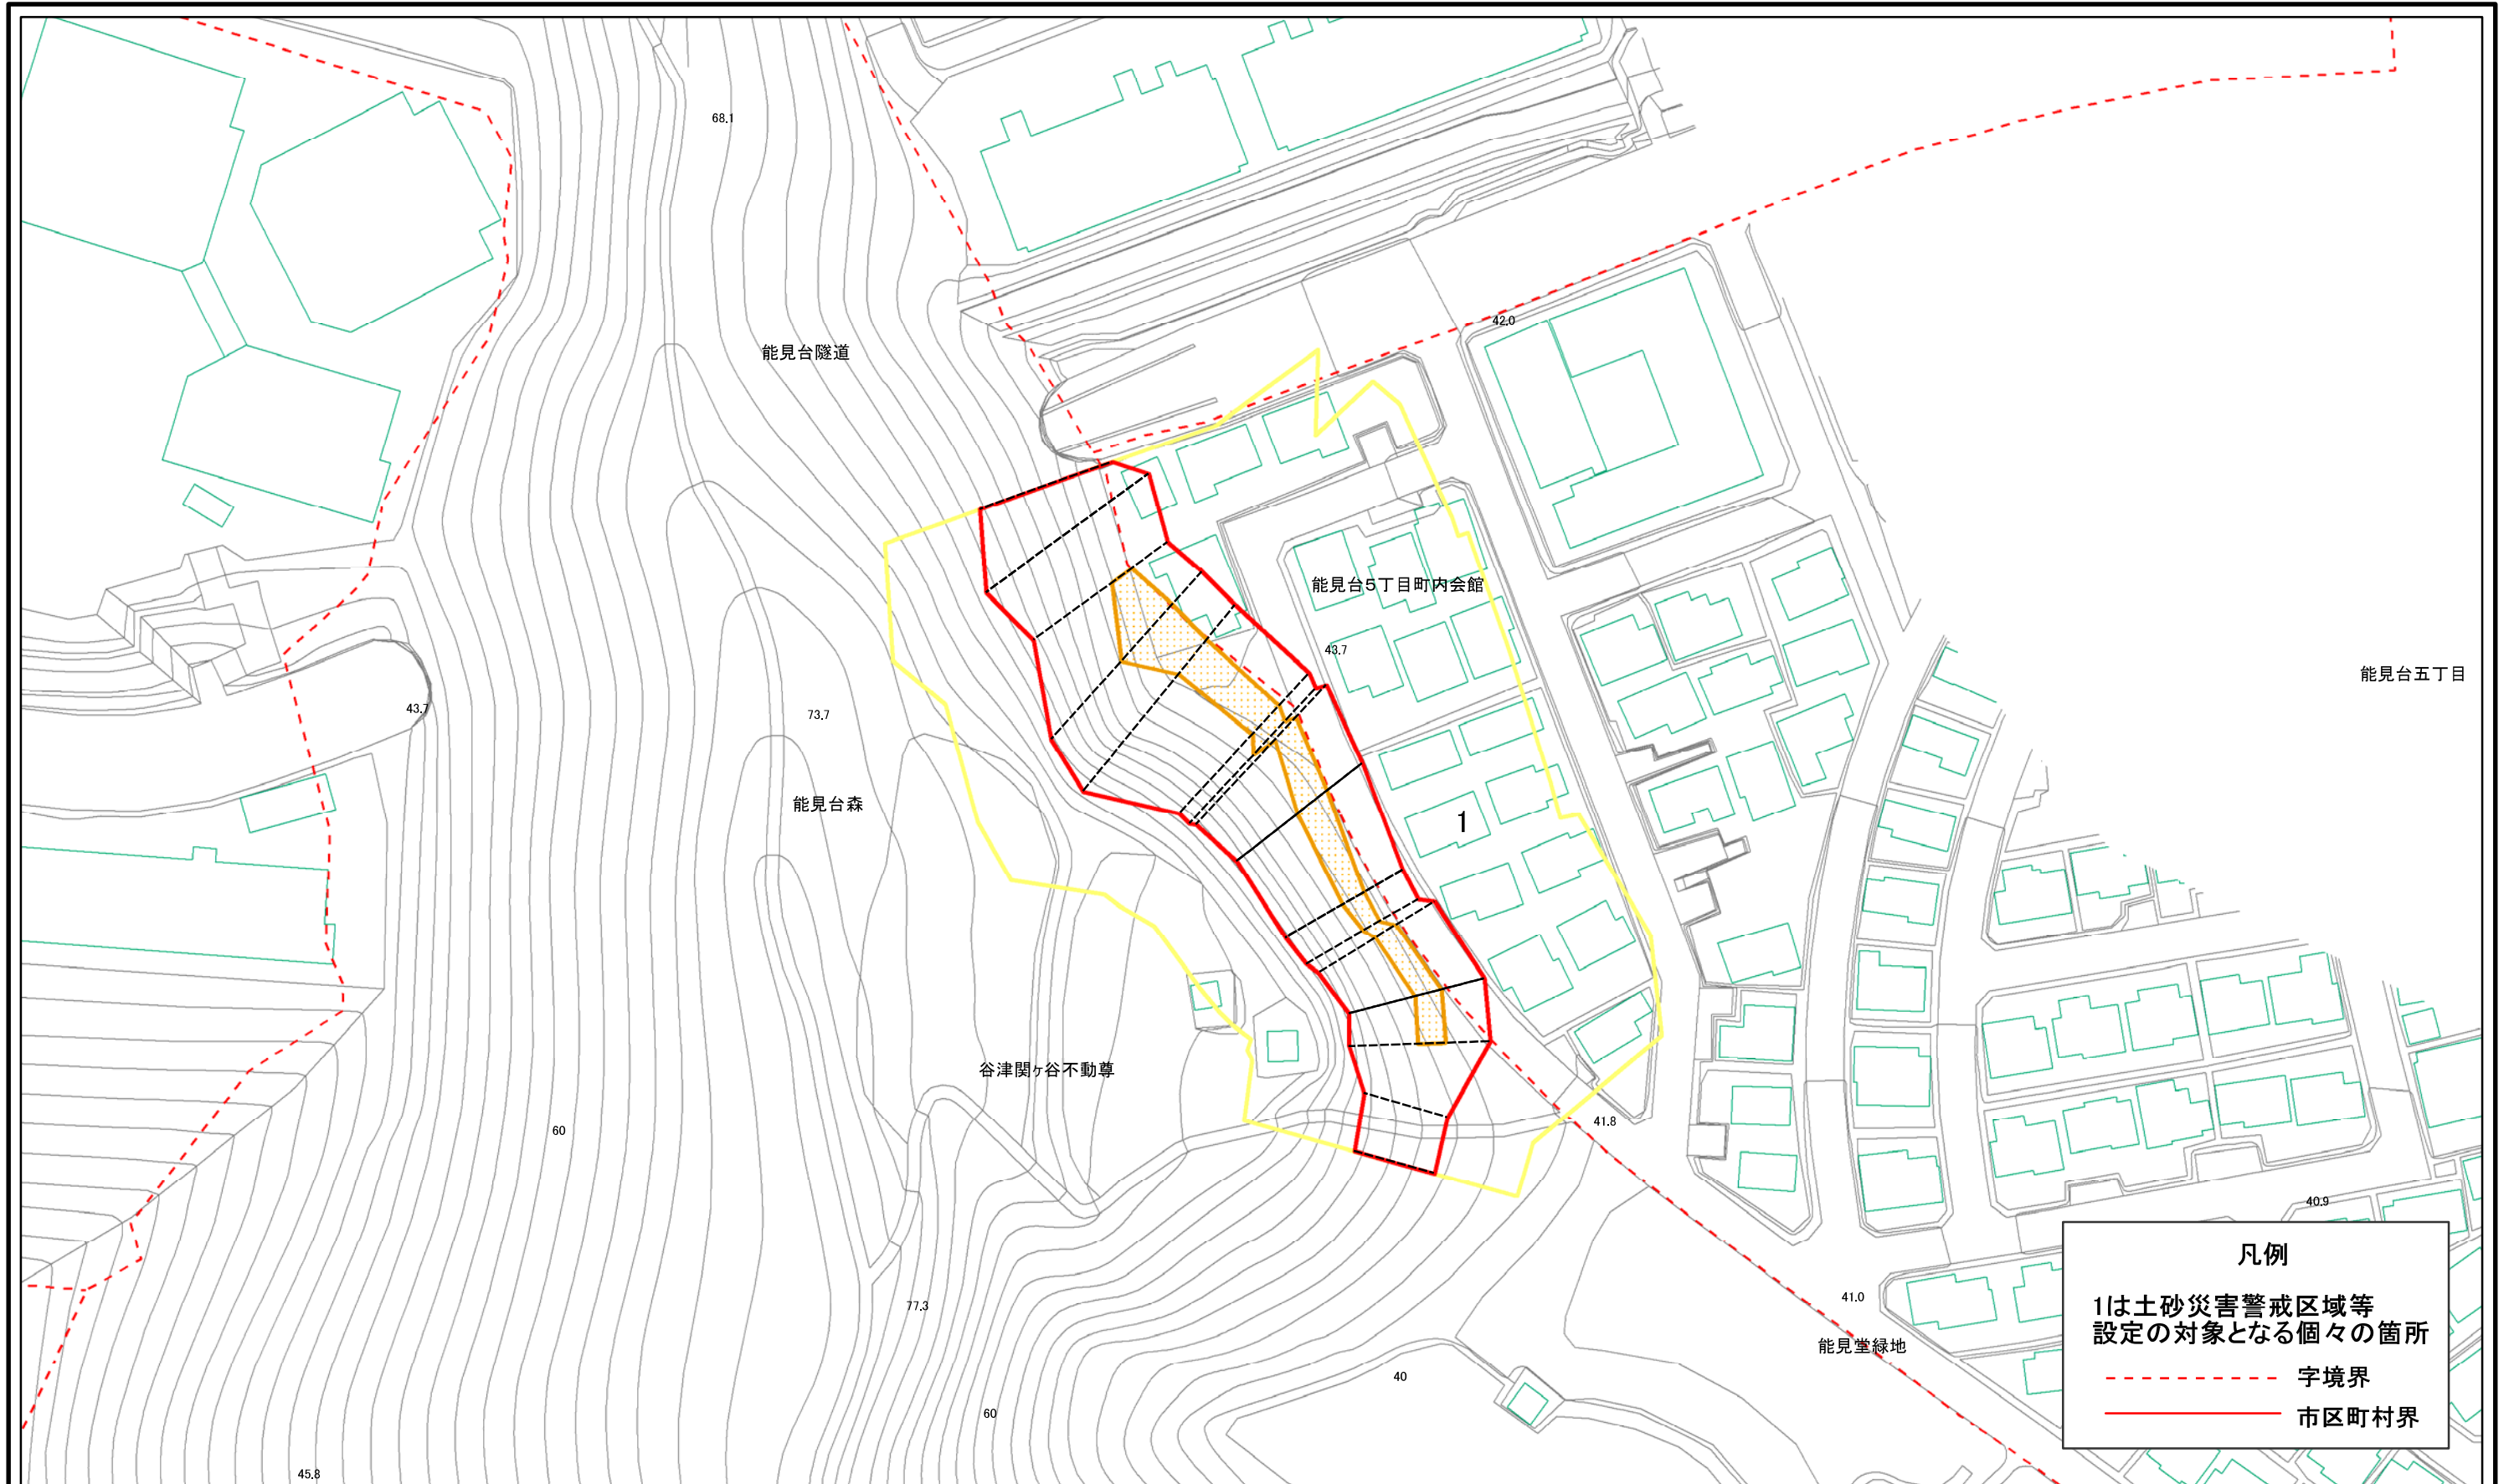 68.1
42.0
能見台隧道
能見台5丁目町内会館
43.7
能見台五丁目
43.7
73.7
能見台森
1
谷津関ヶ谷不動尊
41.8
60
40.9
凡例
1は土砂災害警戒区域等
設定の対象となる個々の箇所
字境界
市区町村界
41.0
77.3
能見堂緑地
40
60
45.8